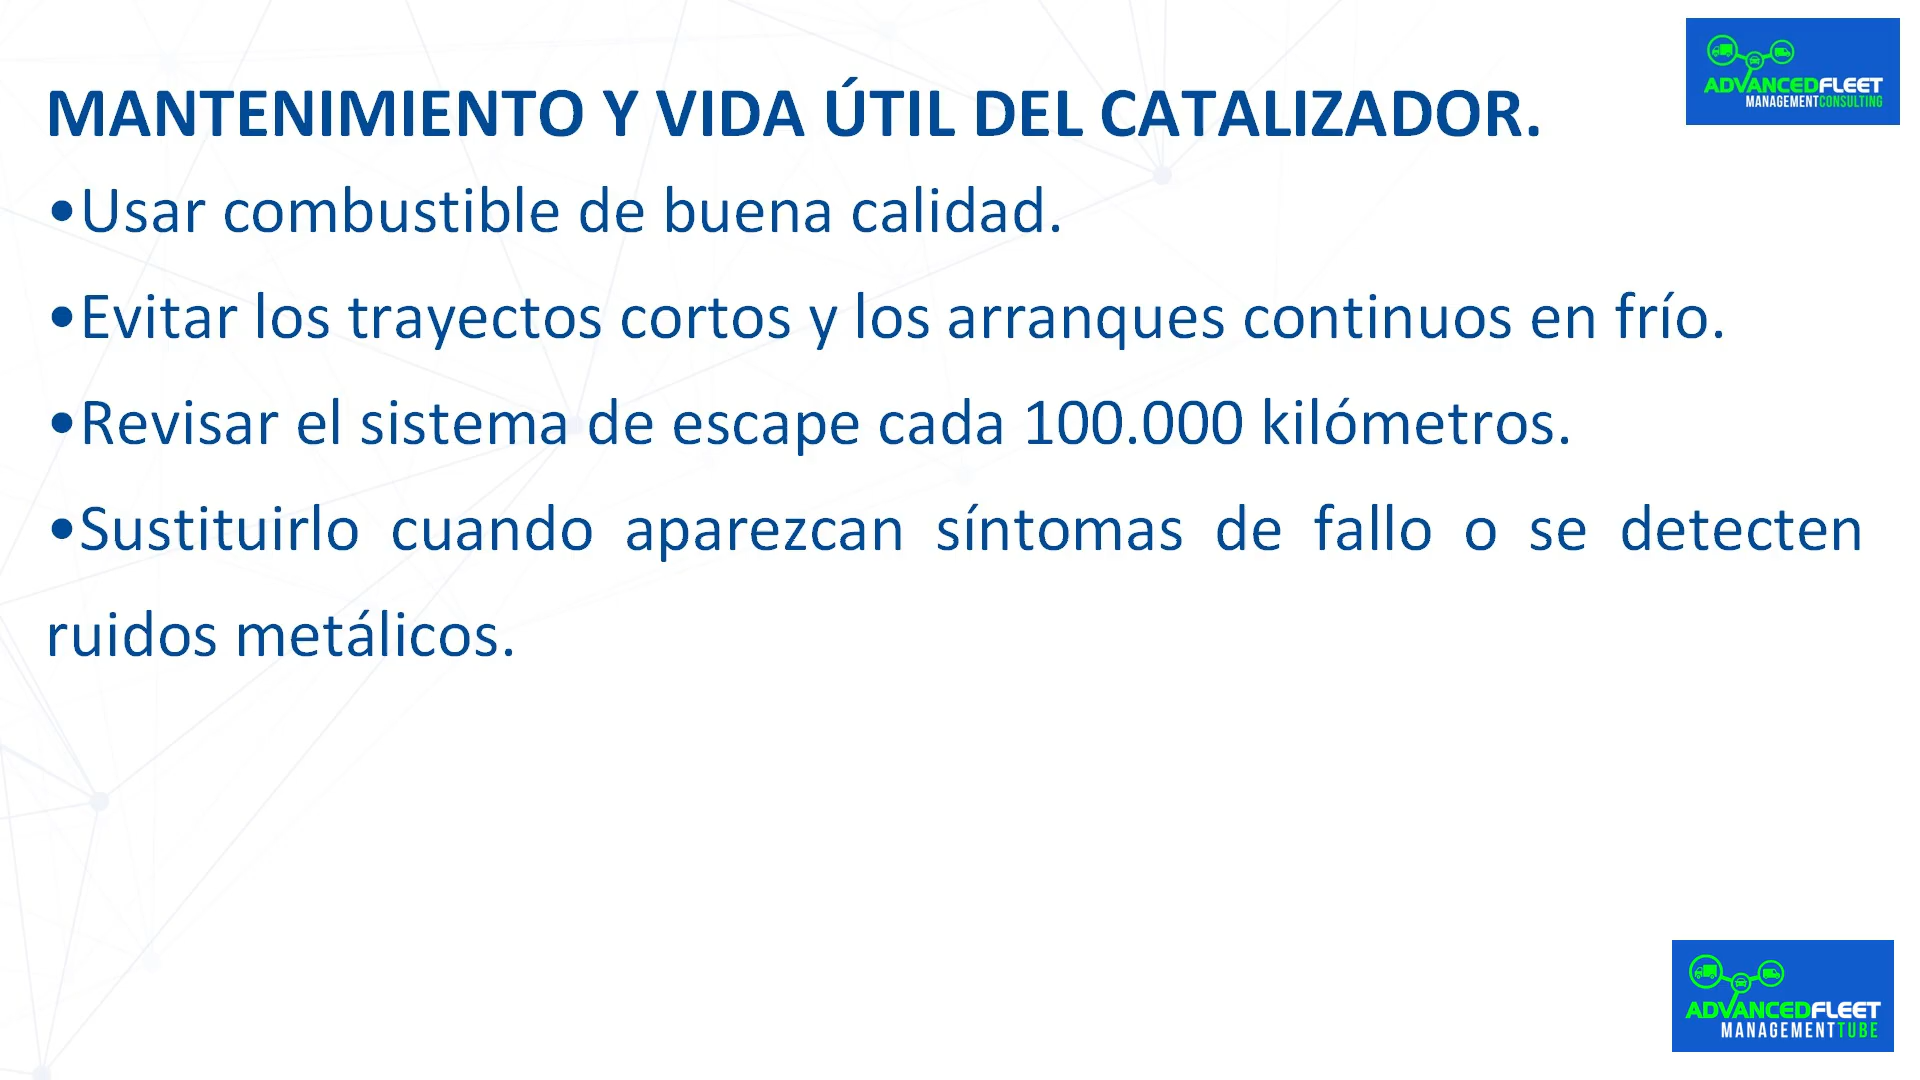 ADVANCEDFLEET
MANAGEMENTCONSULTING
MANTENIMIENTO Y VIDA ÚTIL DEL CATALIZADOR.
•Usar combustible de buena calidad.
•Evitar los trayectos cortos y los arranques continuos en frío.
•Revisar el sistema de escape cada 100.000 kilómetros.
•Sustituirlo cuando aparezcan síntomas de fallo o se detecten
ruidos metálicos.
ADVANCEDFLEET
MANAGEMENTTUBE